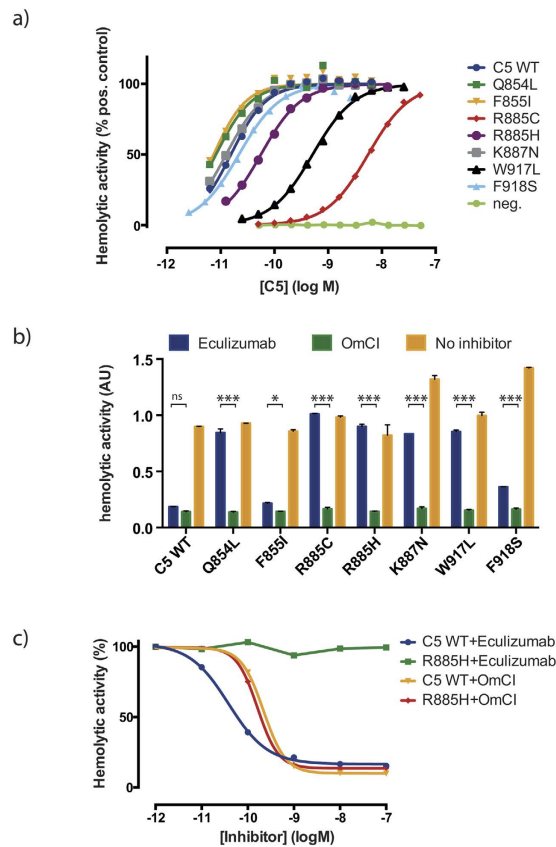 a)
Hemolytic activity (% pos. control)
100
50
0
-12 -11 -10 -9 -8 -7
[C5] (log M)
C5 WT
Q854L
F855I
R885C
R885H
K887N
W917L
F918S
neg.
b)
Eculizumab OmCI No inhibitor
hemolytic activity (AU)
1.5
1.0
0.5
0.0
ns *** * *** *** *** *** ***
C5 WT Q854L F855I R885C R885H K887N W917L F918S
c)
Hemolytic activity (%)
100
50
0
-12 -11 -10 -9 -8 -7
[Inhibitor] (logM)
C5 WT+Eculizumab
R885H+Eculizumab
C5 WT+OmCI
R885H+OmCI